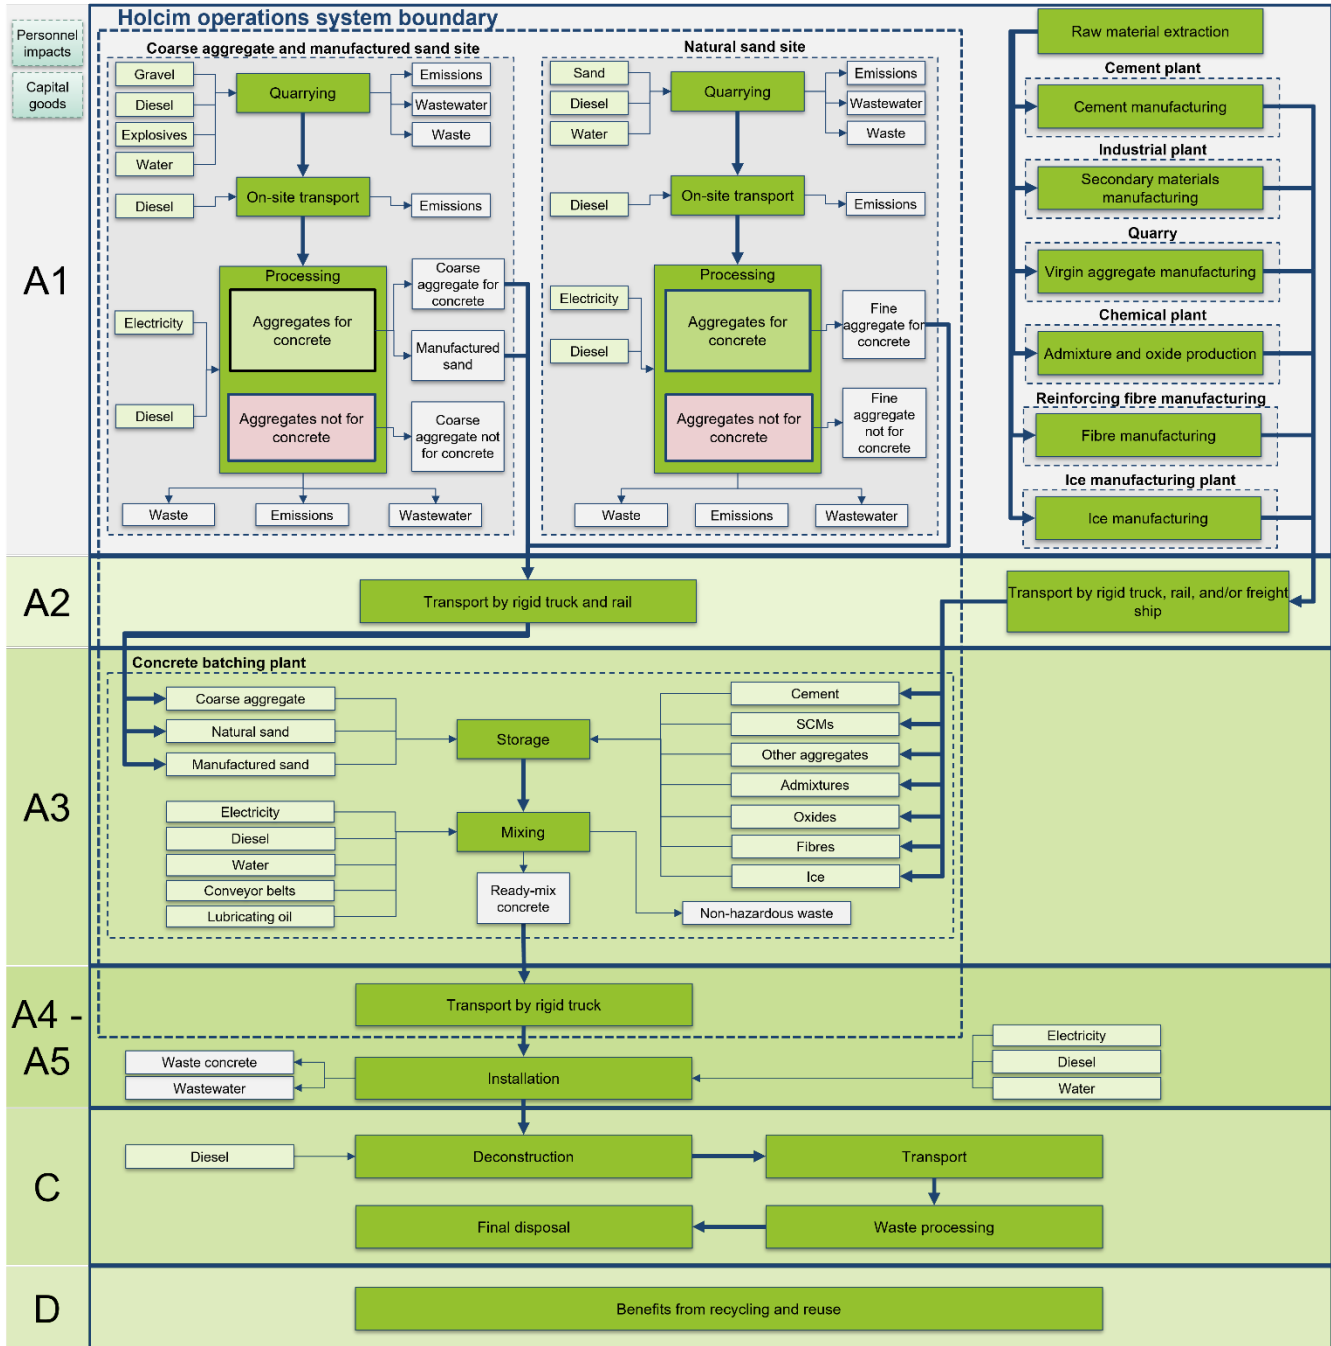 Holcim operations system boundary
Personnel
impacts
Capital
goods
A1
Coarse aggregate and manufactured sand site
Gravel
Diesel
Explosives
Water
Quarrying
Emissions
Wastewater
Waste
Diesel
On-site transport
Emissions
Electricity
Diesel
Processing
Aggregates for
concrete
Aggregates not for
concrete
Coarse
aggregate for
concrete
Manufactured
sand
Coarse
aggregate not
for concrete
Waste
Emissions
Wastewater
Natural sand site
Sand
Diesel
Water
Quarrying
Emissions
Wastewater
Waste
Diesel
On-site transport
Emissions
Electricity
Diesel
Processing
Aggregates for
concrete
Aggregates not for
concrete
Fine
aggregate for
concrete
Fine
aggregate
not for
concrete
Waste
Emissions
Wastewater
Raw material extraction
Cement plant
Cement manufacturing
Industrial plant
Secondary materials
manufacturing
Quarry
Virgin aggregate manufacturing
Chemical plant
Admixture and oxide production
Reinforcing fibre manufacturing
Fibre manufacturing
Ice manufacturing plant
Ice manufacturing
A2
Transport by rigid truck and rail
Transport by rigid truck, rail, and/or freight
ship
A3
Concrete batching plant
Coarse aggregate
Natural sand
Manufactured sand
Electricity
Diesel
Water
Conveyor belts
Lubricating oil
Storage
Mixing
Ready-mix
concrete
Cement
SCMs
Other aggregates
Admixtures
Oxides
Fibres
Ice
Non-hazardous waste
A4 -
A5
Transport by rigid truck
Waste concrete
Wastewater
Installation
Electricity
Diesel
Water
C
Diesel
Deconstruction
Transport
Final disposal
Waste processing
D
Benefits from recycling and reuse